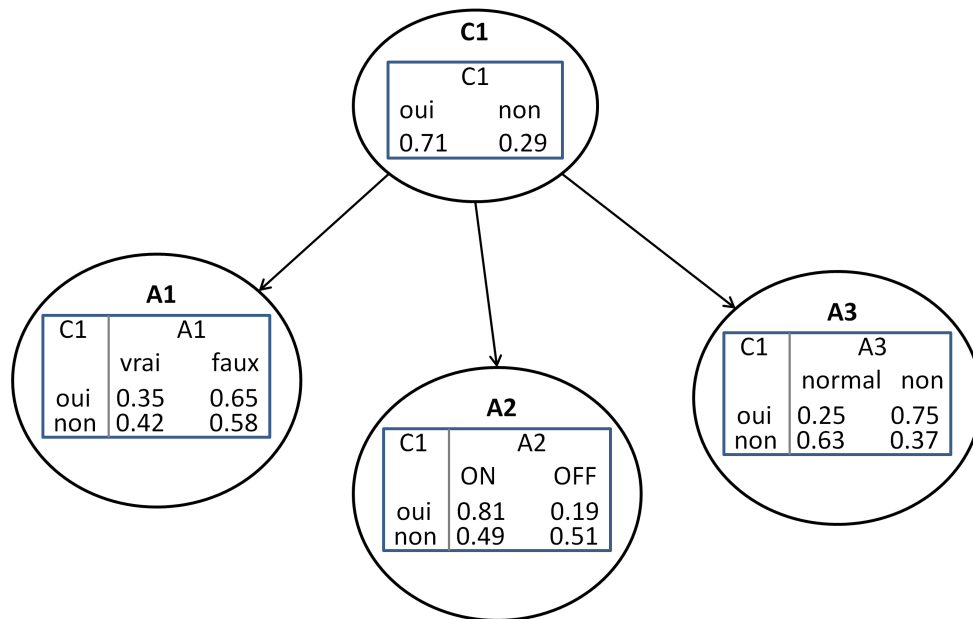 C1
C1
oui non
0.71 0.29
A1
C1 A1
vrai faux
oui 0.35 0.65
non 0.42 0.58
A2
C1 A2
ON OFF
oui 0.81 0.19
non 0.49 0.51
A3
C1 A3
normal non
oui 0.25 0.75
non 0.63 0.37